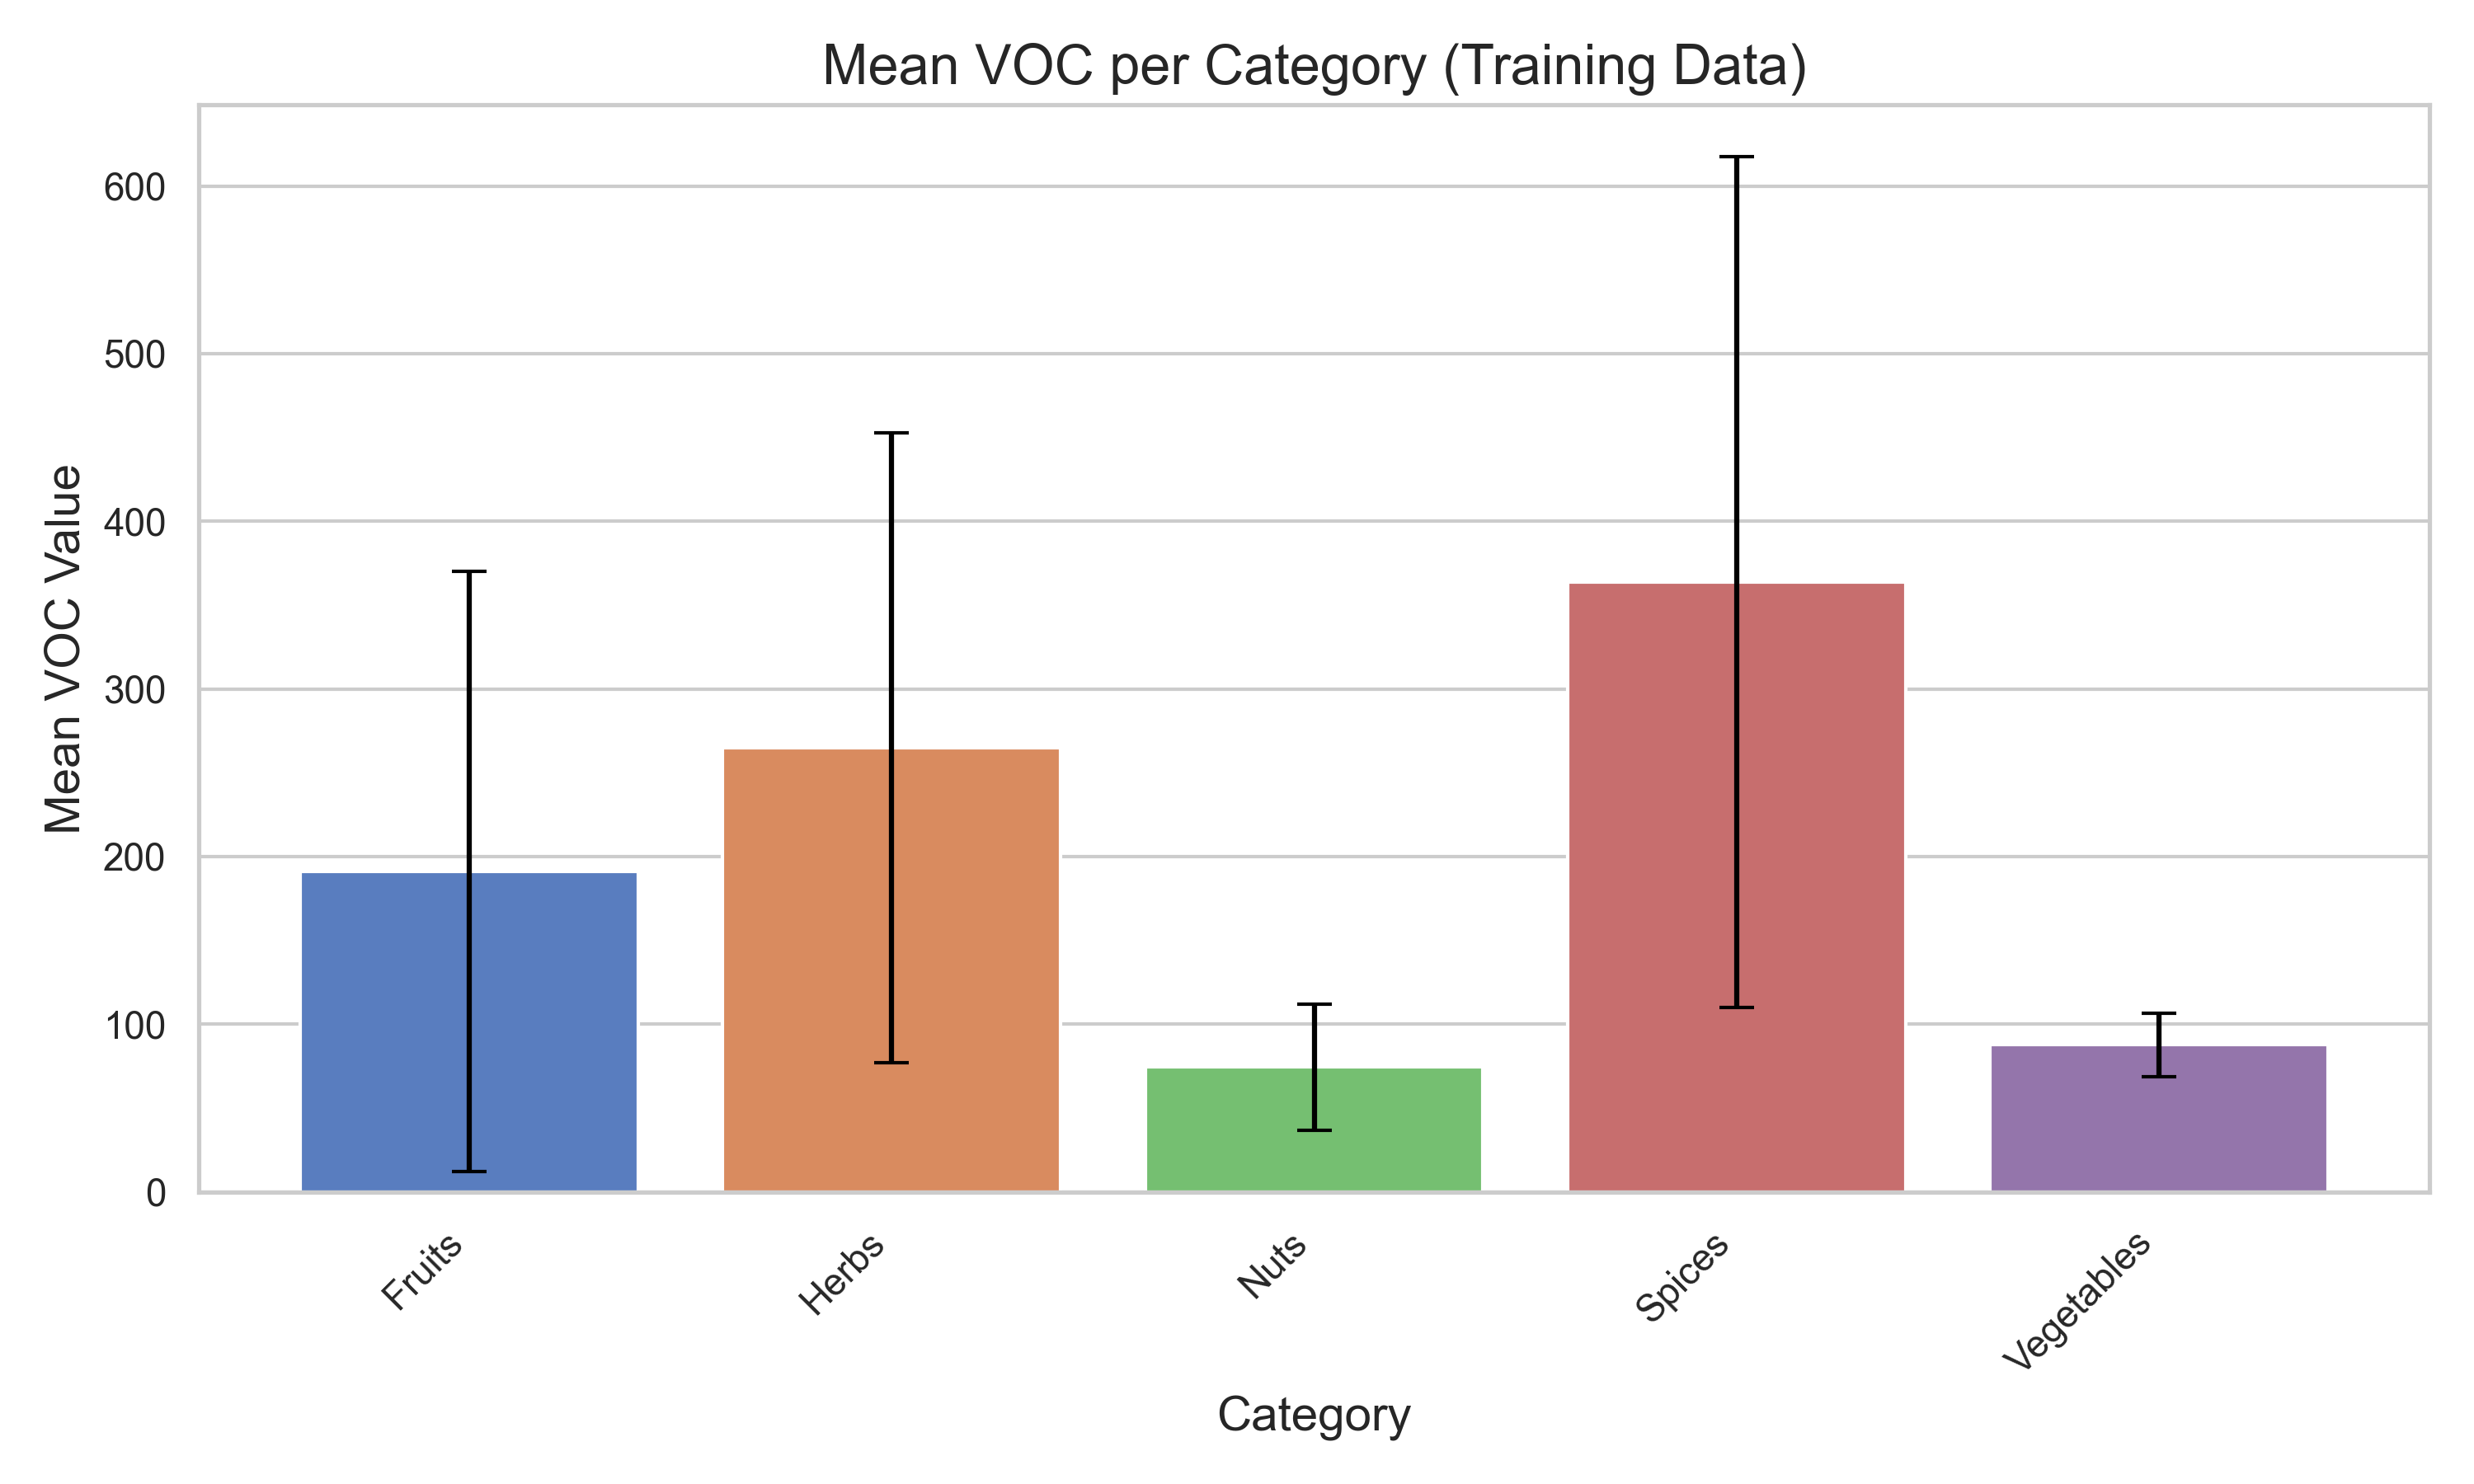 Mean VOC per Category (Training Data)
Mean VOC Value
600
500
400
300
200
100
0
Fruits
Herbs
Nuts
Spices
Vegetables
Category